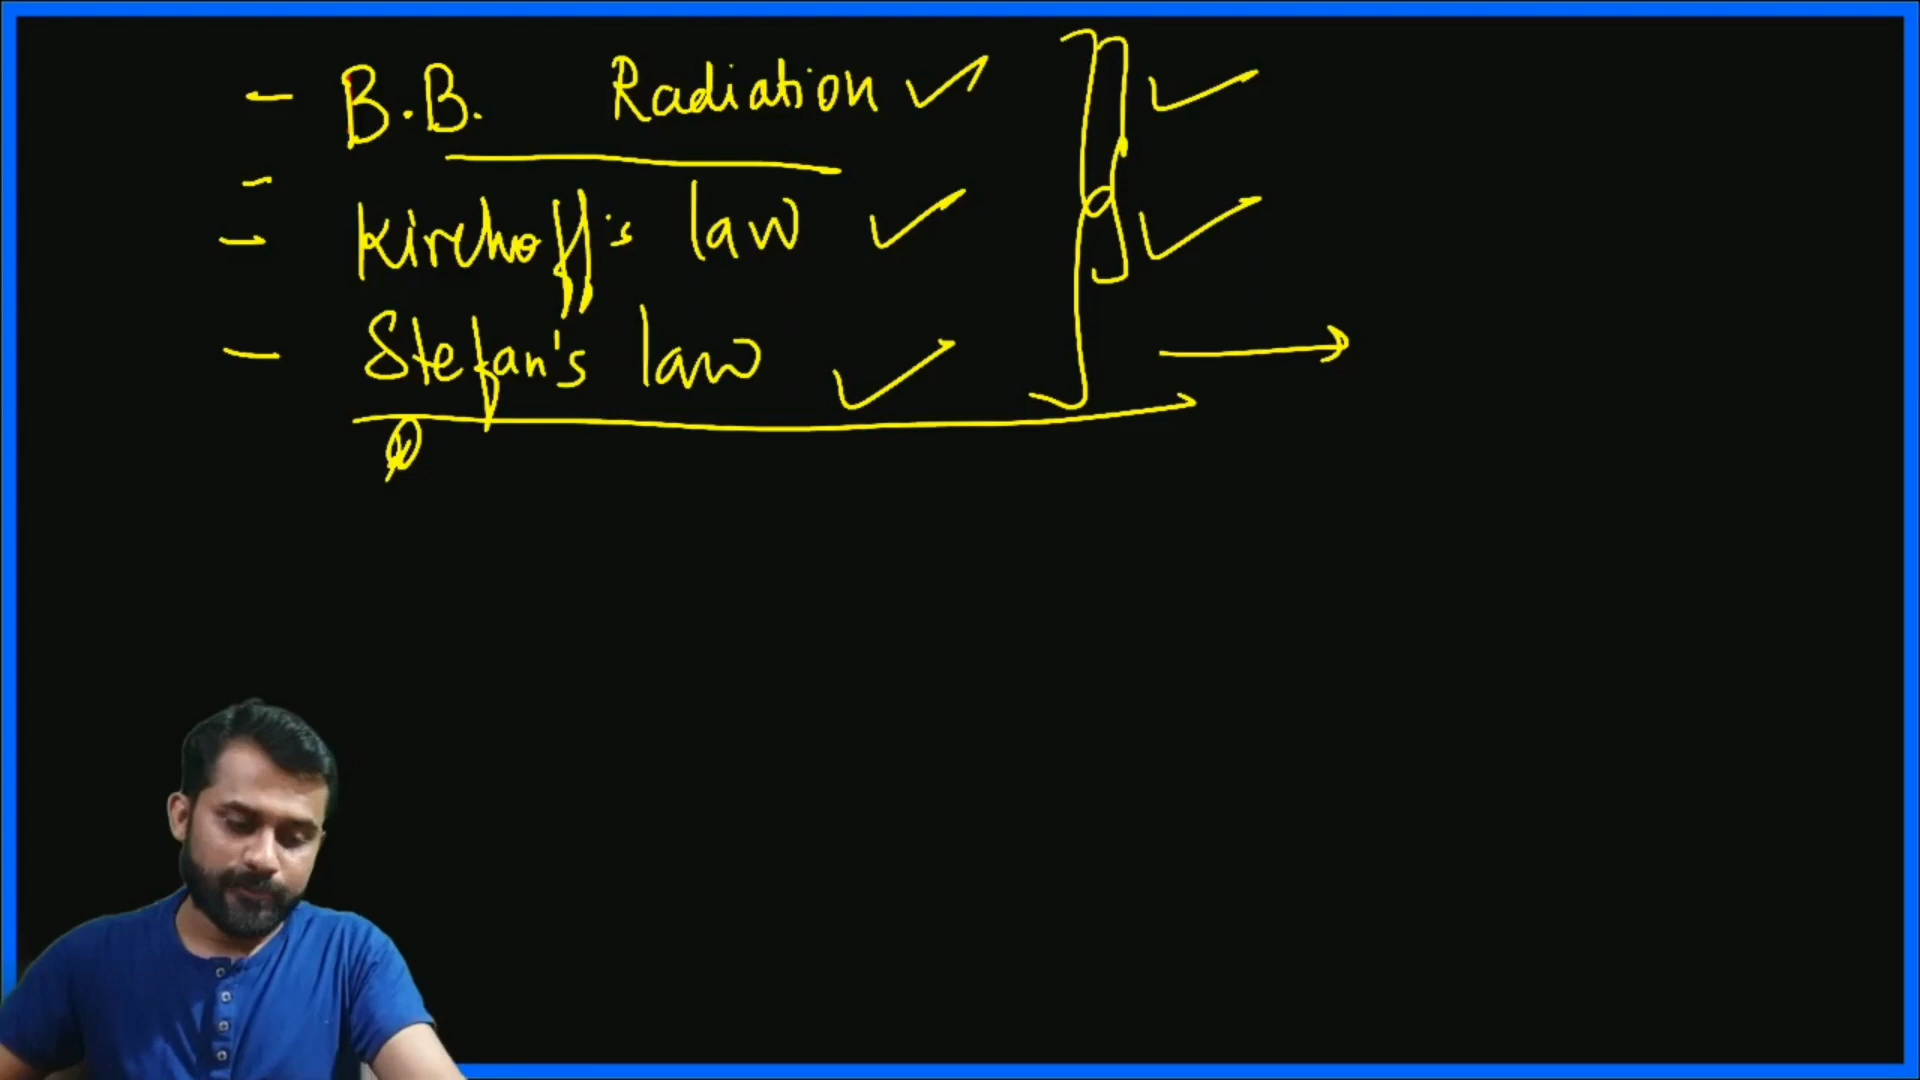 - B.B. Radiation ✓
- Kirchoff's law ✓
- Stefan's law ✓